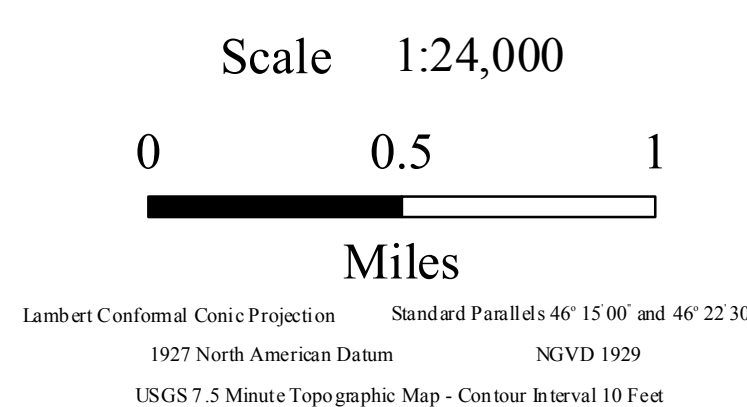 Scale 1:24,000
0 0.5 1
Miles
Lambert Conformal Conic Projection Standard Parallels 46° 15'00" and 46° 22'30
1927 North American Datum NGVD 1929
USGS 7.5 Minute Topographic Map - Contour Interval 10 Feet